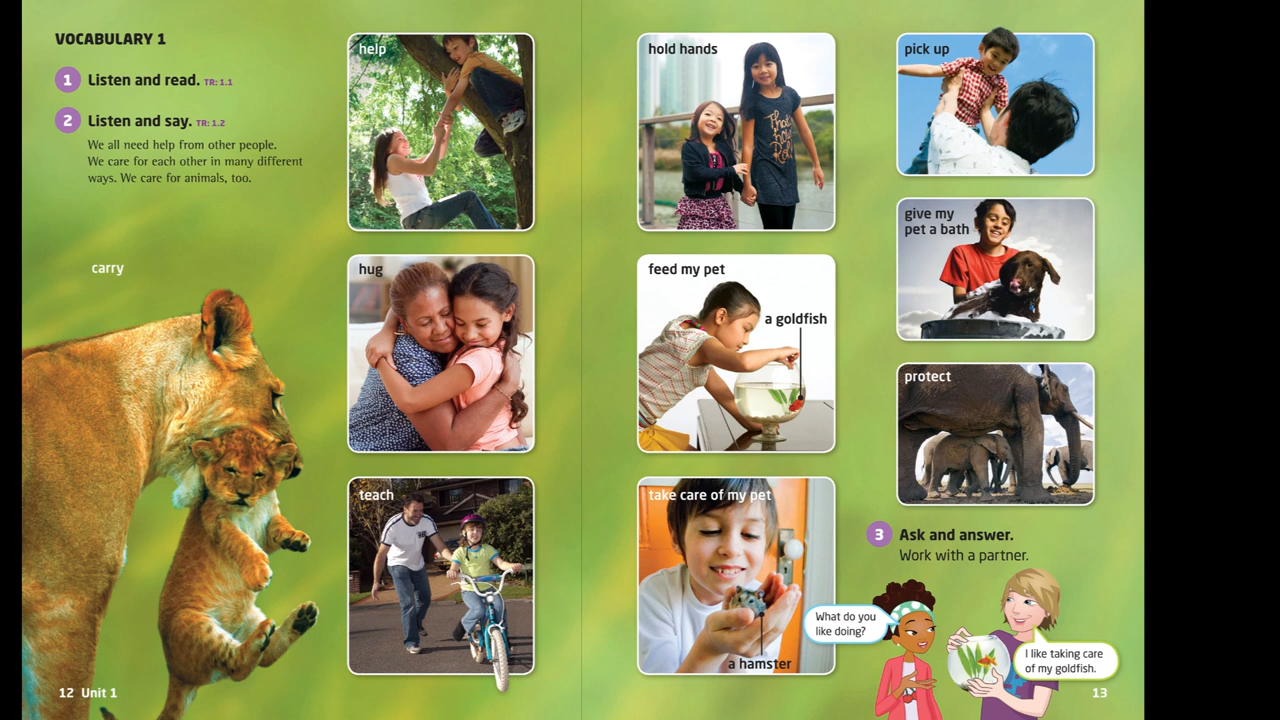 VOCABULARY 1
1 Listen and read. TR: 1.1
2 Listen and say. TR: 1.2
We all need help from other people.
We care for each other in many different
ways. We care for animals, too.
carry
help
hug
teach
12 Unit 1
hold hands
feed my pet
a goldfish
take care of my pet
a hamster
pick up
give my
pet a bath
protect
3 Ask and answer.
Work with a partner.
What do you
like doing?
I like taking care
of my goldfish.
13